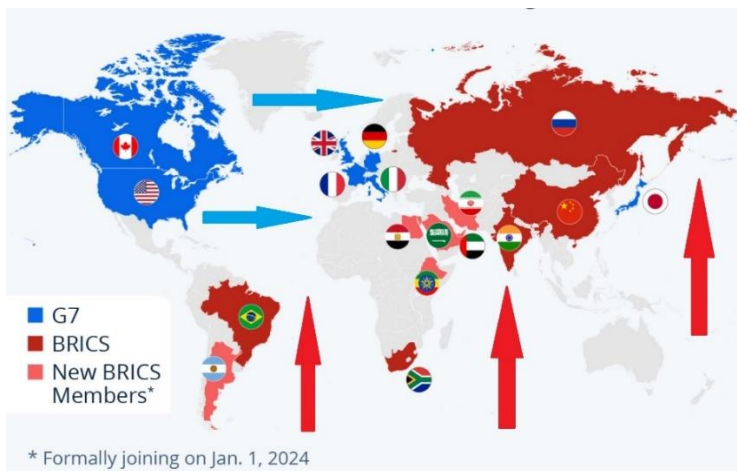 G7
BRICS
New BRICS
Members*
* Formally joining on Jan. 1, 2024